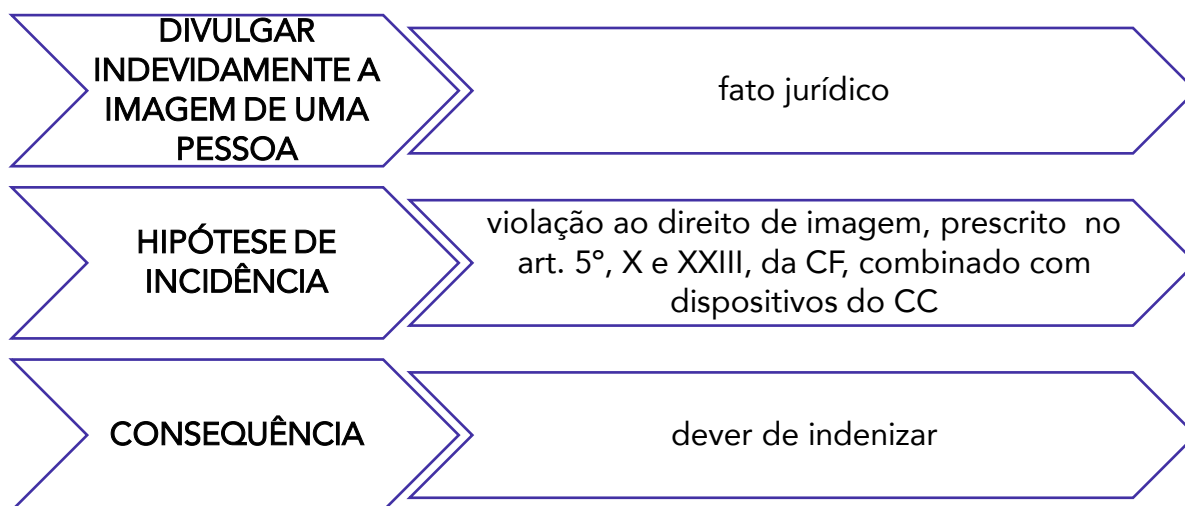 DIVULGAR
INDEVIDAMENTE A
IMAGEM DE UMA
PESSOA
fato jurídico
HIPÓTESE DE
INCIDÊNCIA
violação ao direito de imagem, prescrito no
art. 5º, X e XXIII, da CF, combinado com
dispositivos do CC
CONSEQUÊNCIA
dever de indenizar